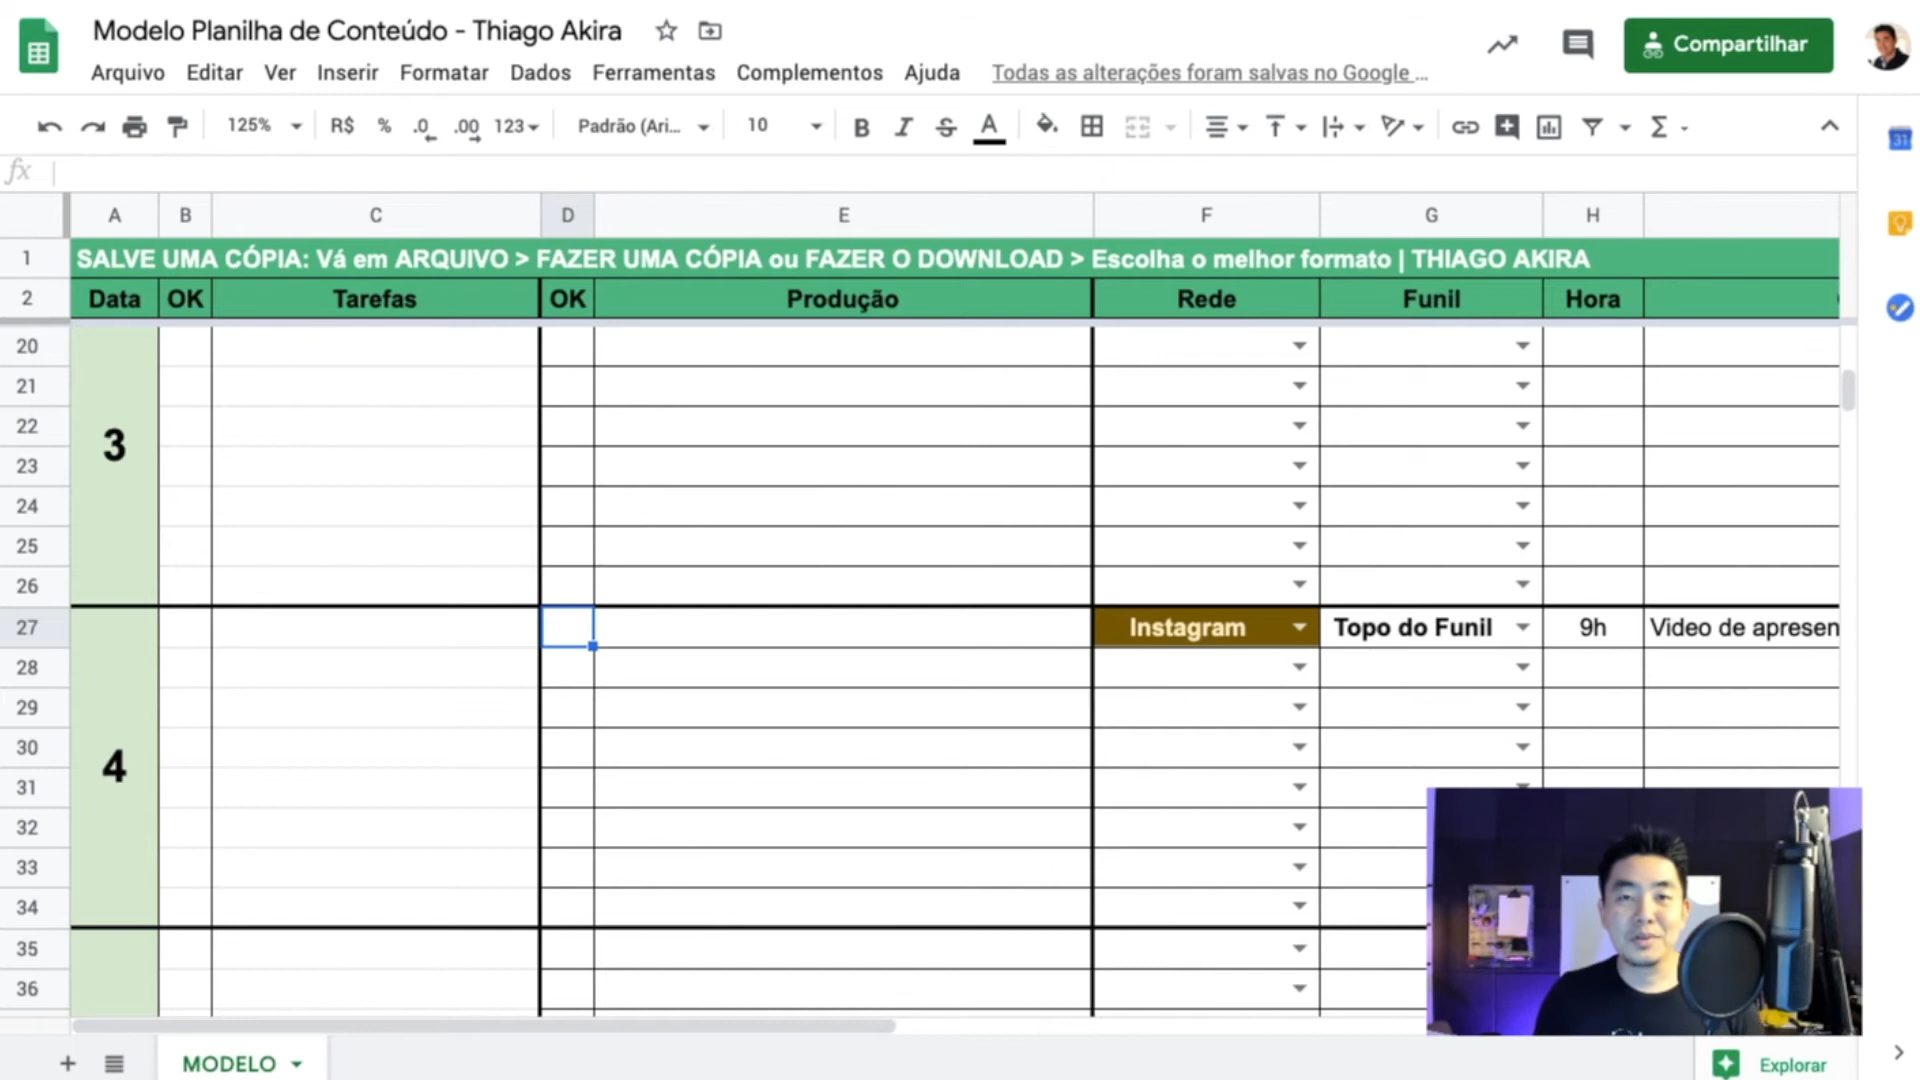 Modelo Planilha de Conteúdo - Thiago Akira
Compartilhar
Arquivo Editar Ver Inserir Formatar Dados Ferramentas Complementos Ajuda Todas as alterações foram salvas no Google ...
125% R$ % .0 .00 123 Padrão (Ari... 10 B I S A Σ
31
fx
A B C D E F G H
1 SALVE UMA CÓPIA: Vá em ARQUIVO > FAZER UMA CÓPIA ou FAZER O DOWNLOAD > Escolha o melhor formato | THIAGO AKIRA
2 Data OK Tarefas OK Produção Rede Funil Hora
20
21
22
3
23
24
25
26
27 Instagram Topo do Funil 9h Video de apresen
28
29
30
4
31
32
33
34
35
36
+ MODELO Explorar